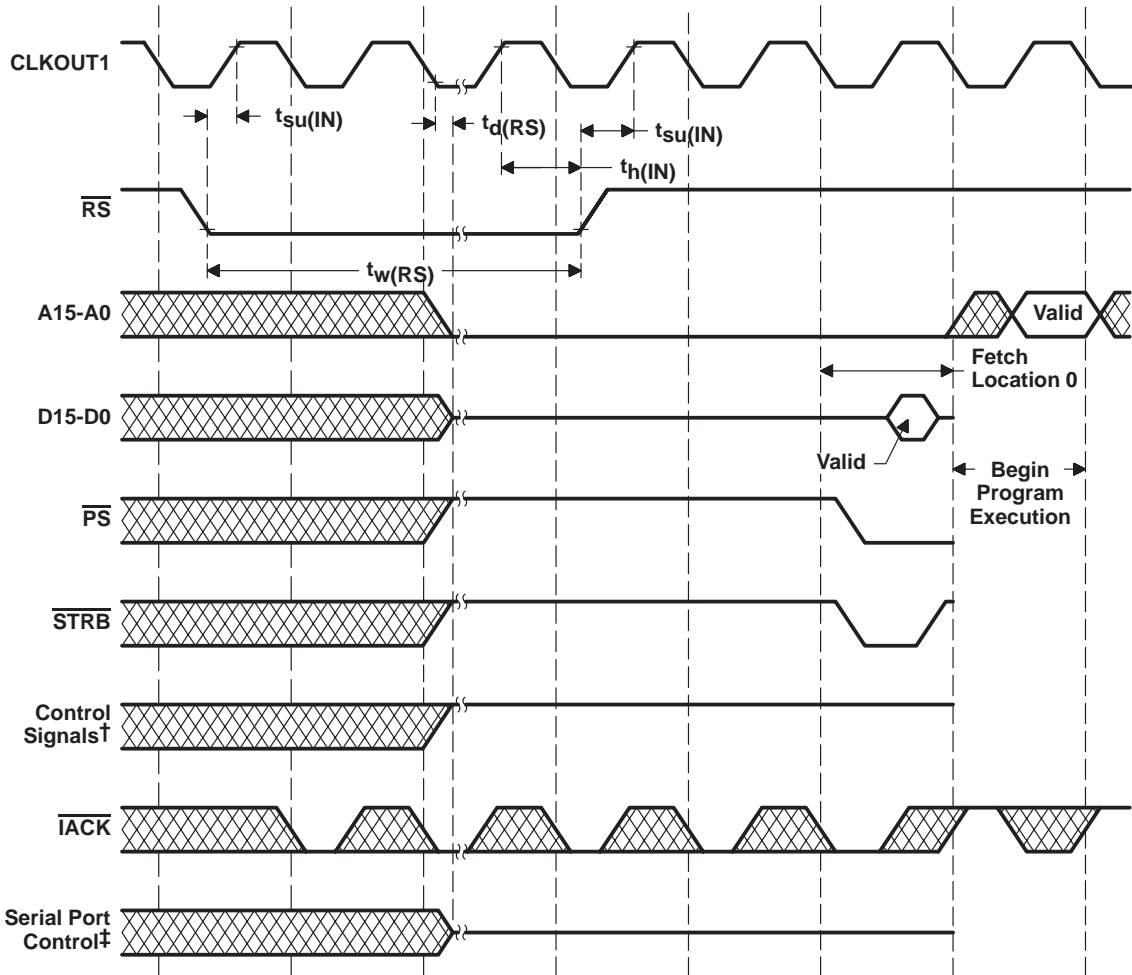 CLKOUT1
tsu(IN)
td(RS)
tsu(IN)
th(IN)
RS
tw(RS)
A15-A0
Valid
Fetch
Location 0
D15-D0
Valid
Begin
Program
Execution
PS
STRB
Control
Signals†
IACK
Serial Port
Control‡